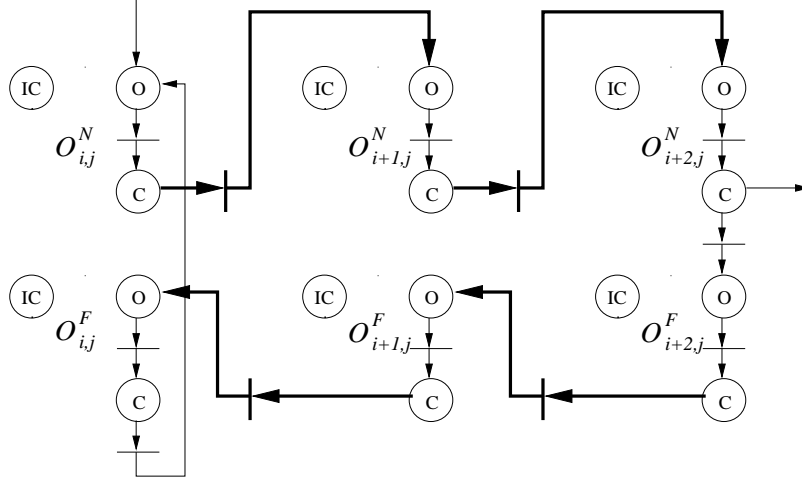 IC O IC O IC O
O^N_{i,j} O^N_{i+1,j} O^N_{i+2,j}
C C C
IC O IC O IC O
O^F_{i,j} O^F_{i+1,j} O^F_{i+2,j}
C C C